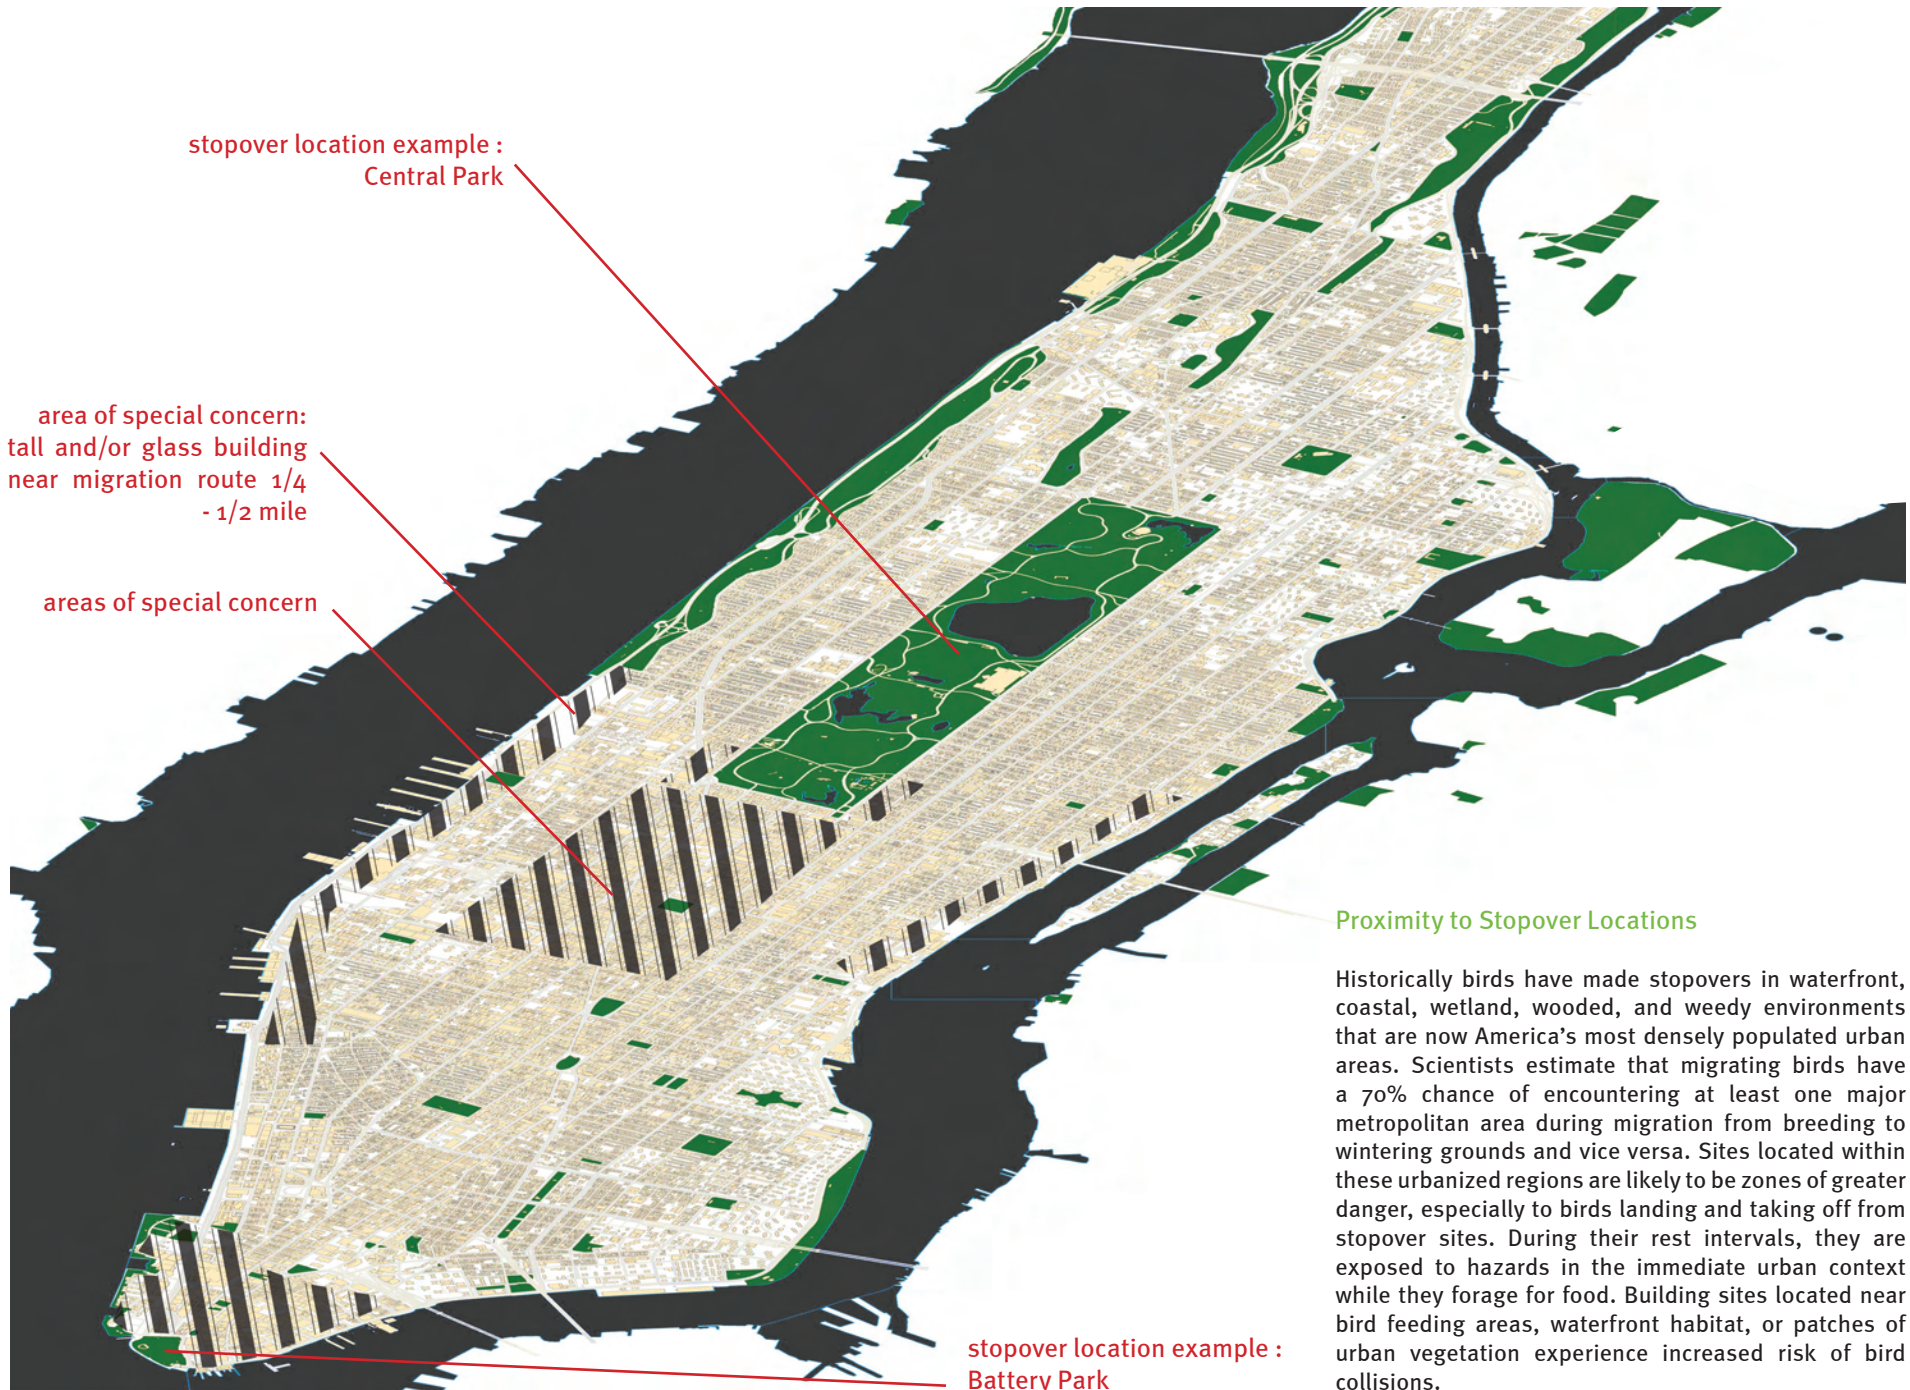 stopover location example :
Central Park
area of special concern:
tall and/or glass building
near migration route 1/4
- 1/2 mile
areas of special concern
Proximity to Stopover Locations
Historically birds have made stopovers in waterfront,
coastal, wetland, wooded, and weedy environments
that are now America’s most densely populated urban
areas. Scientists estimate that migrating birds have
a 70% chance of encountering at least one major
metropolitan area during migration from breeding to
wintering grounds and vice versa. Sites located within
these urbanized regions are likely to be zones of greater
danger, especially to birds landing and taking off from
stopover sites. During their rest intervals, they are
exposed to hazards in the immediate urban context
while they forage for food. Building sites located near
bird feeding areas, waterfront habitat, or patches of
urban vegetation experience increased risk of bird
collisions.
stopover location example :
Battery Park